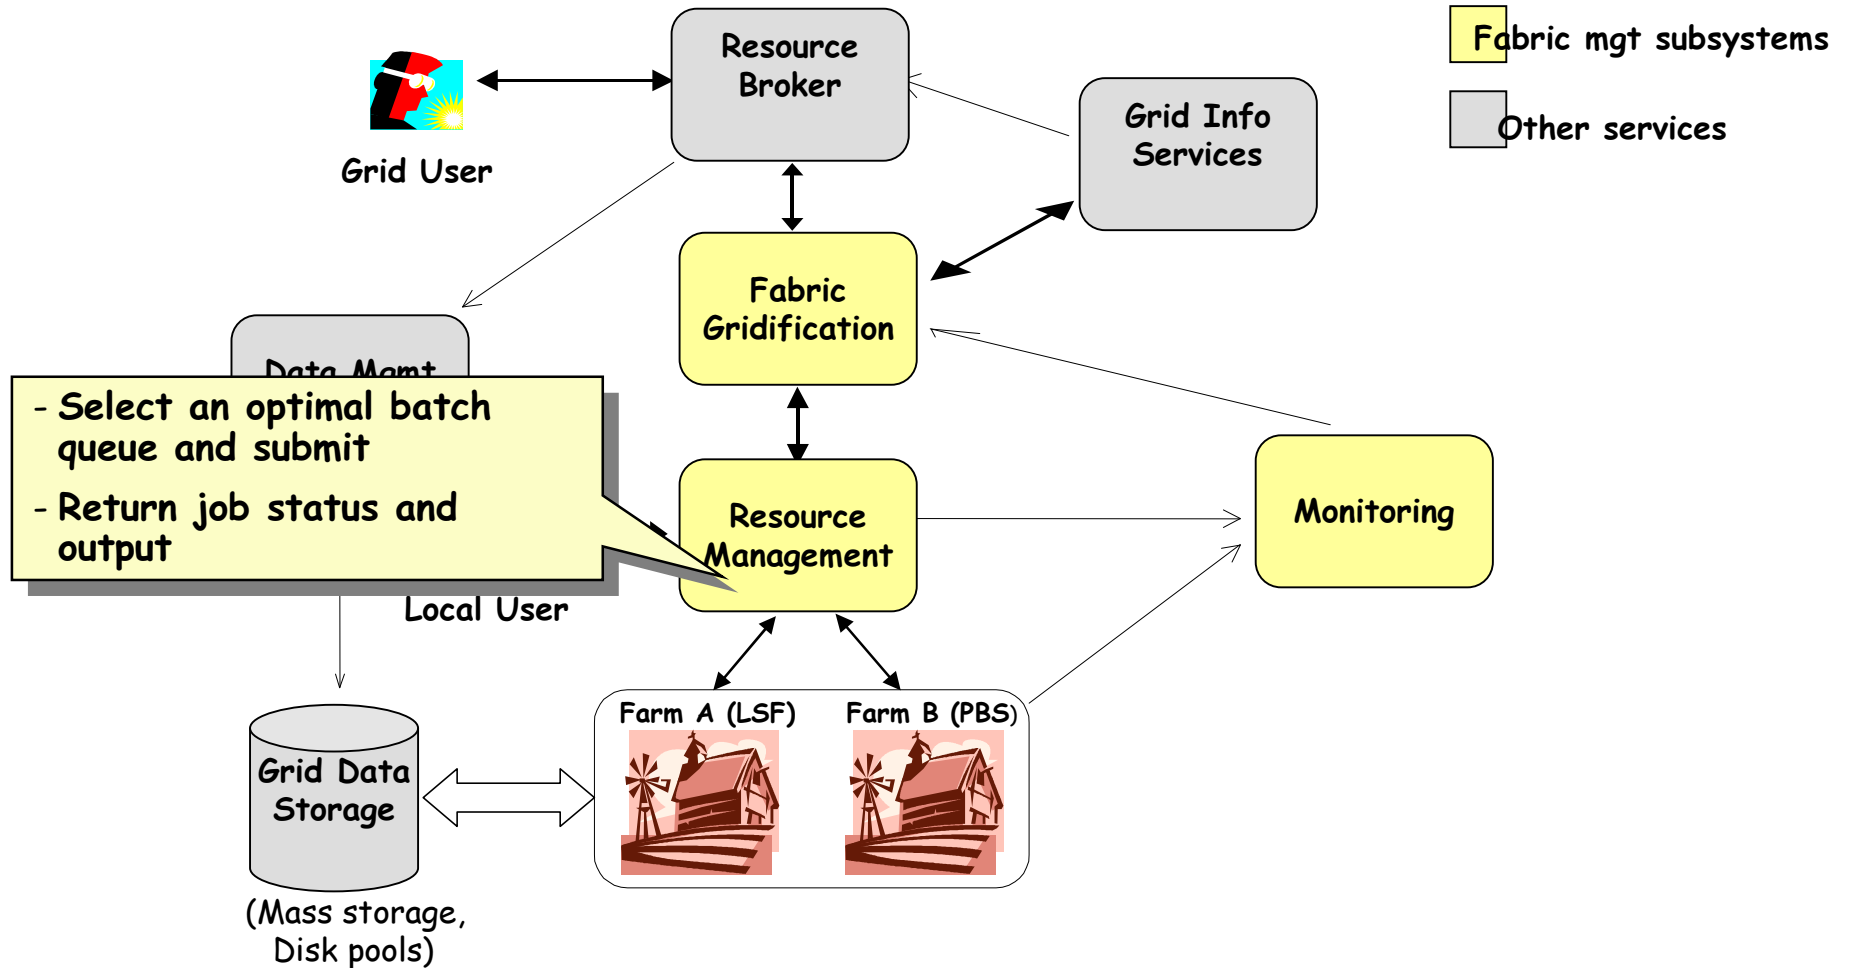 Resource
Broker
Fabric mgt subsystems
Other services
Grid Info
Services
Grid User
Fabric
Gridification
Data Mgmt
- Select an optimal batch
queue and submit
- Return job status and
output
Resource
Management
Monitoring
Local User
Farm A (LSF)
Farm B (PBS)
Grid Data
Storage
(Mass storage,
Disk pools)